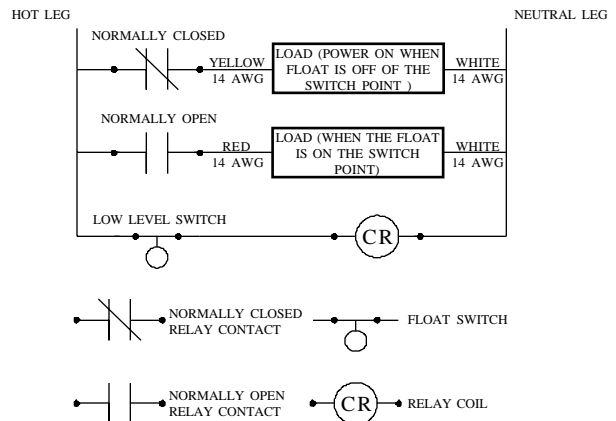 HOT LEG
NEUTRAL LEG
NORMALLY CLOSED
YELLOW
14 AWG
LOAD (POWER ON WHEN
FLOAT IS OFF OF THE
SWITCH POINT )
WHITE
14 AWG
NORMALLY OPEN
RED
14 AWG
LOAD (WHEN THE FLOAT
IS ON THE SWITCH
POINT)
WHITE
14 AWG
LOW LEVEL SWITCH
CR
NORMALLY CLOSED
RELAY CONTACT
FLOAT SWITCH
NORMALLY OPEN
RELAY CONTACT
CR
RELAY COIL